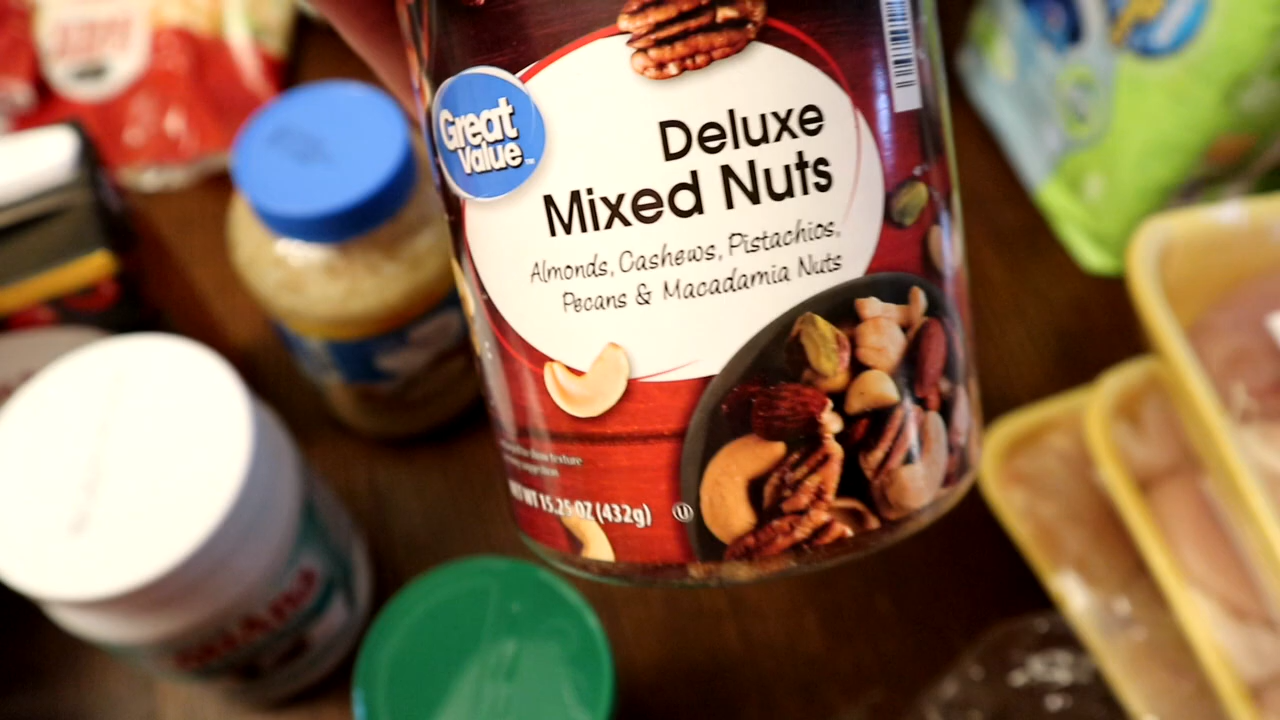 Great
Value
Deluxe
Mixed Nuts
Almonds, Cashews, Pistachios,
Pecans & Macadamia Nuts
NET WT 15.25 OZ (432g)
U